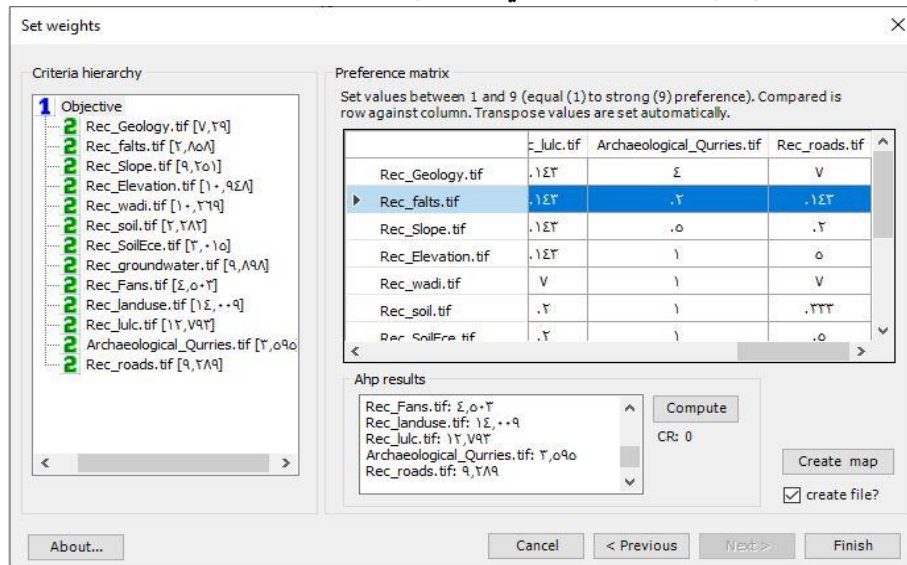 Set weights
Criteria hierarchy
1 Objective
2 Rec_Geology.tif [٧,٢٩]
2 Rec_falts.tif [٢,٨٥٨]
2 Rec_Slope.tif [٩,٢٥١]
2 Rec_Elevation.tif [١٠,٩٤٨]
2 Rec_wadi.tif [١٠,٢٦٩]
2 Rec_soil.tif [٢,٢٨٢]
2 Rec_SoilEce.tif [٣,٠١٥]
2 Rec_groundwater.tif [٩,٨٩٨]
2 Rec_Fans.tif [٤,٥٠٣]
2 Rec_landuse.tif [١٤,٠٠٩]
2 Rec_lulc.tif [١٢,٧٩٣]
2 Archaeological_Qurries.tif [٣,٥٩٥
2 Rec_roads.tif [٩,٢٨٩]
Preference matrix
Set values between 1 and 9 (equal (1)to strong (9) preference). Compared is
row against column. Transpose values are set automatically.
c_lulc.tif Archaeological_Qurries.tif Rec_roads.tif
Rec_Geology.tif .١٤٣ ٤ ٧
Rec_falts.tif .١٤٣ .٢ .١٤٣
Rec_Slope.tif .١٤٣ .٥ .٢
Rec_Elevation.tif .١٤٣ ١ ٥
Rec_wadi.tif ٧ ١ ٧
Rec_soil.tif .٢ ١ .٣٣٣
Rec_SoilEce.tif .٢ ١ .٥
Ahp results
Rec_Fans.tif: ٤,٥٠٣
Rec_landuse.tif: ١٤,٠٠٩
Rec_lulc.tif: ١٢,٧٩٣
Archaeological_Qurries.tif: ٣,٥٩٥
Rec_roads.tif: ٩,٢٨٩
Compute
CR: 0
Create map
create file?
About... Cancel < Previous Next > Finish